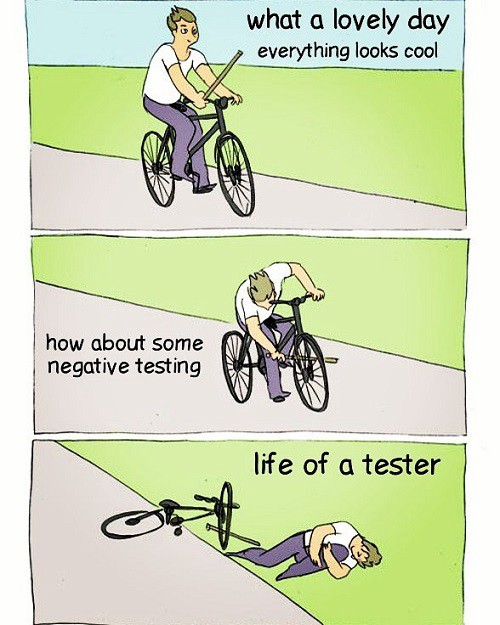 what a lovely day
everything looks cool
how about some
negative testing
life of a tester